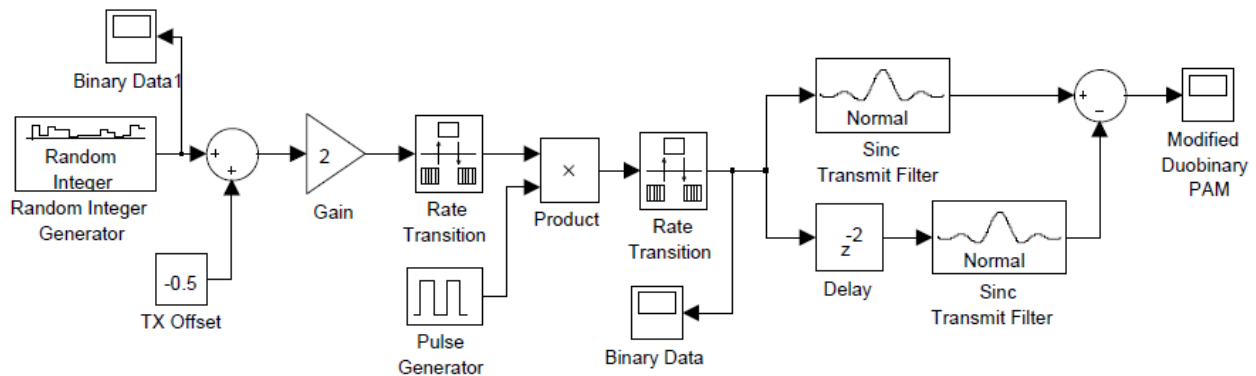 Binary Data1
Random
Integer
Random Integer
Generator
+
+
-0.5
TX Offset
2
Gain
Rate
Transition
×
Product
Pulse
Generator
Rate
Transition
Binary Data
Normal
Sinc
Transmit Filter
z
-2
Delay
Normal
Sinc
Transmit Filter
+
−
Modified
Duobinary
PAM